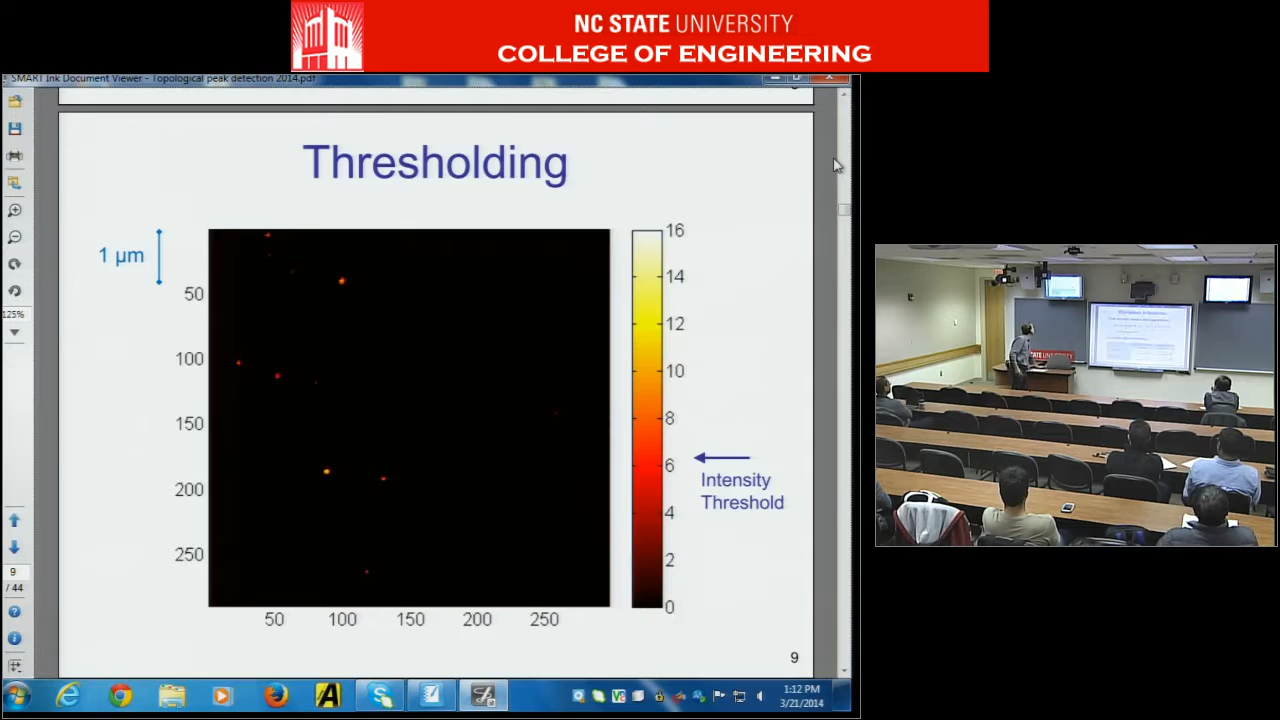 NC STATE UNIVERSITY
COLLEGE OF ENGINEERING
SMART Ink Document Viewer - Topological peak detection 2014.pdf
Thresholding
1 μm
50
100
150
200
250
50 100 150 200 250
16
14
12
10
8
6
4
2
0
Intensity
Threshold
9
125%
9
/ 44
1:12 PM
3/21/2014
STATE UNIVERSITY